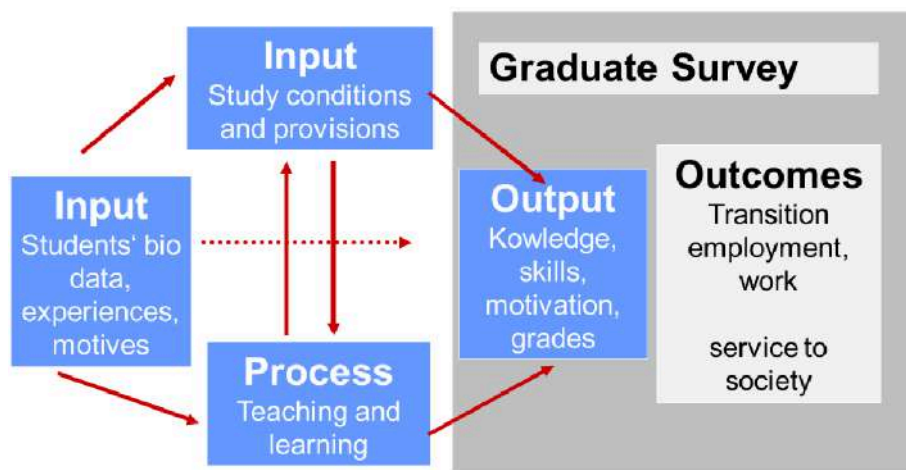 Input
Study conditions
and provisions
Graduate Survey
Input
Students‘ bio
data,
experiences,
motives
Process
Teaching and
learning
Output
Kowledge,
skills,
motivation,
grades
Outcomes
Transition
employment,
work
service to
society